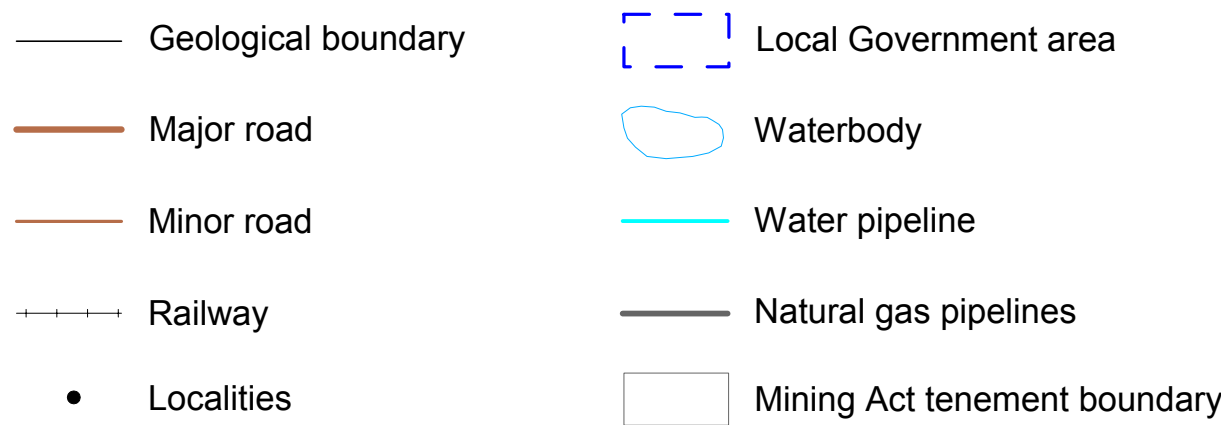 Geological boundary
Major road
Minor road
Railway
Localities
Local Government area
Waterbody
Water pipeline
Natural gas pipelines
Mining Act tenement boundary